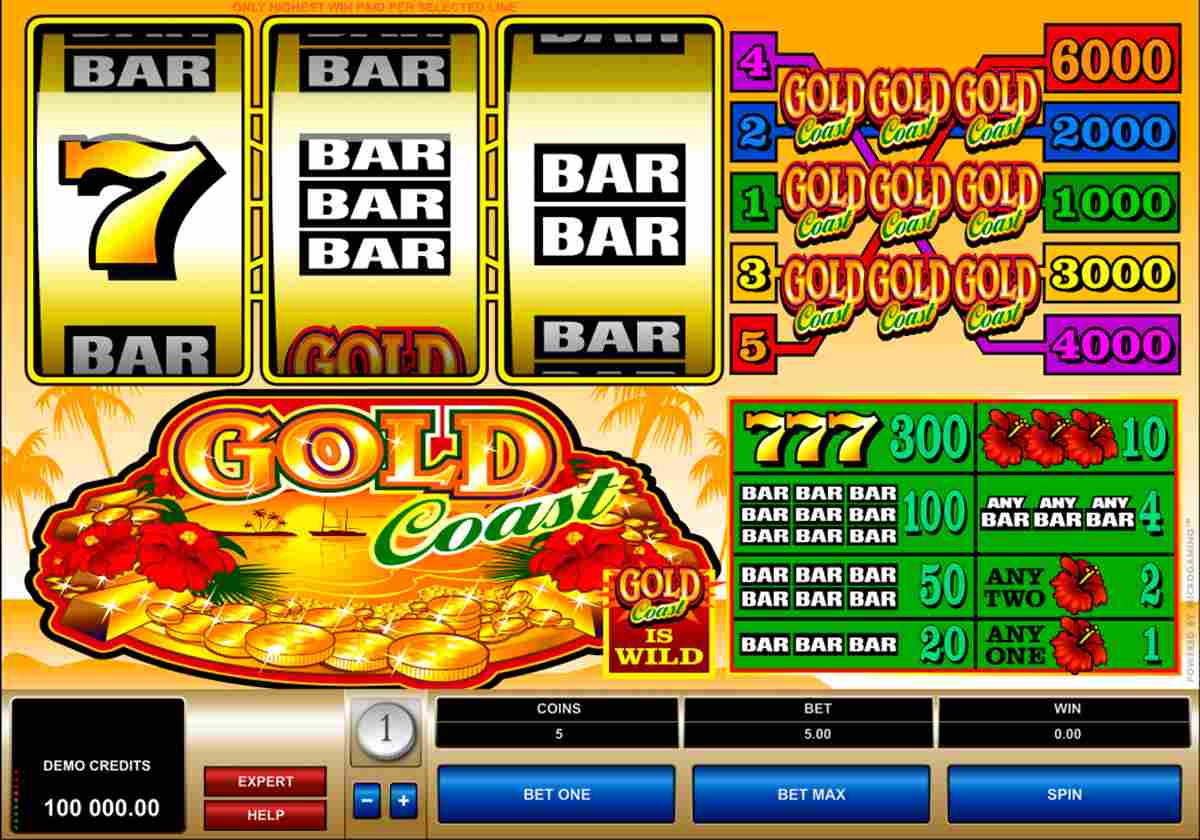 ONLY HIGHEST WIN PAID PER SELECTED LINE
BAR
BAR
7
BAR
BAR
BAR
BAR
BAR
BAR
GOLD
BAR
4
GOLD GOLD GOLD
Coast Coast Coast
6000
2
2000
1
GOLD GOLD GOLD
Coast Coast Coast
1000
3
GOLD GOLD GOLD
Coast Coast Coast
3000
5
4000
GOLD
Coast
GOLD
Coast
IS
WILD
777 300
10
BAR BAR BAR
BAR BAR BAR
BAR BAR BAR
100
ANY ANY ANY
BAR BAR BAR
4
BAR BAR BAR
BAR BAR BAR
50
ANY
TWO
2
BAR BAR BAR 20
ANY
ONE
1
POWERED BY MICROGAMING™
DEMO CREDITS
100 000.00
EXPERT
HELP
1
-
+
COINS
5
BET
5.00
WIN
0.00
BET ONE
BET MAX
SPIN